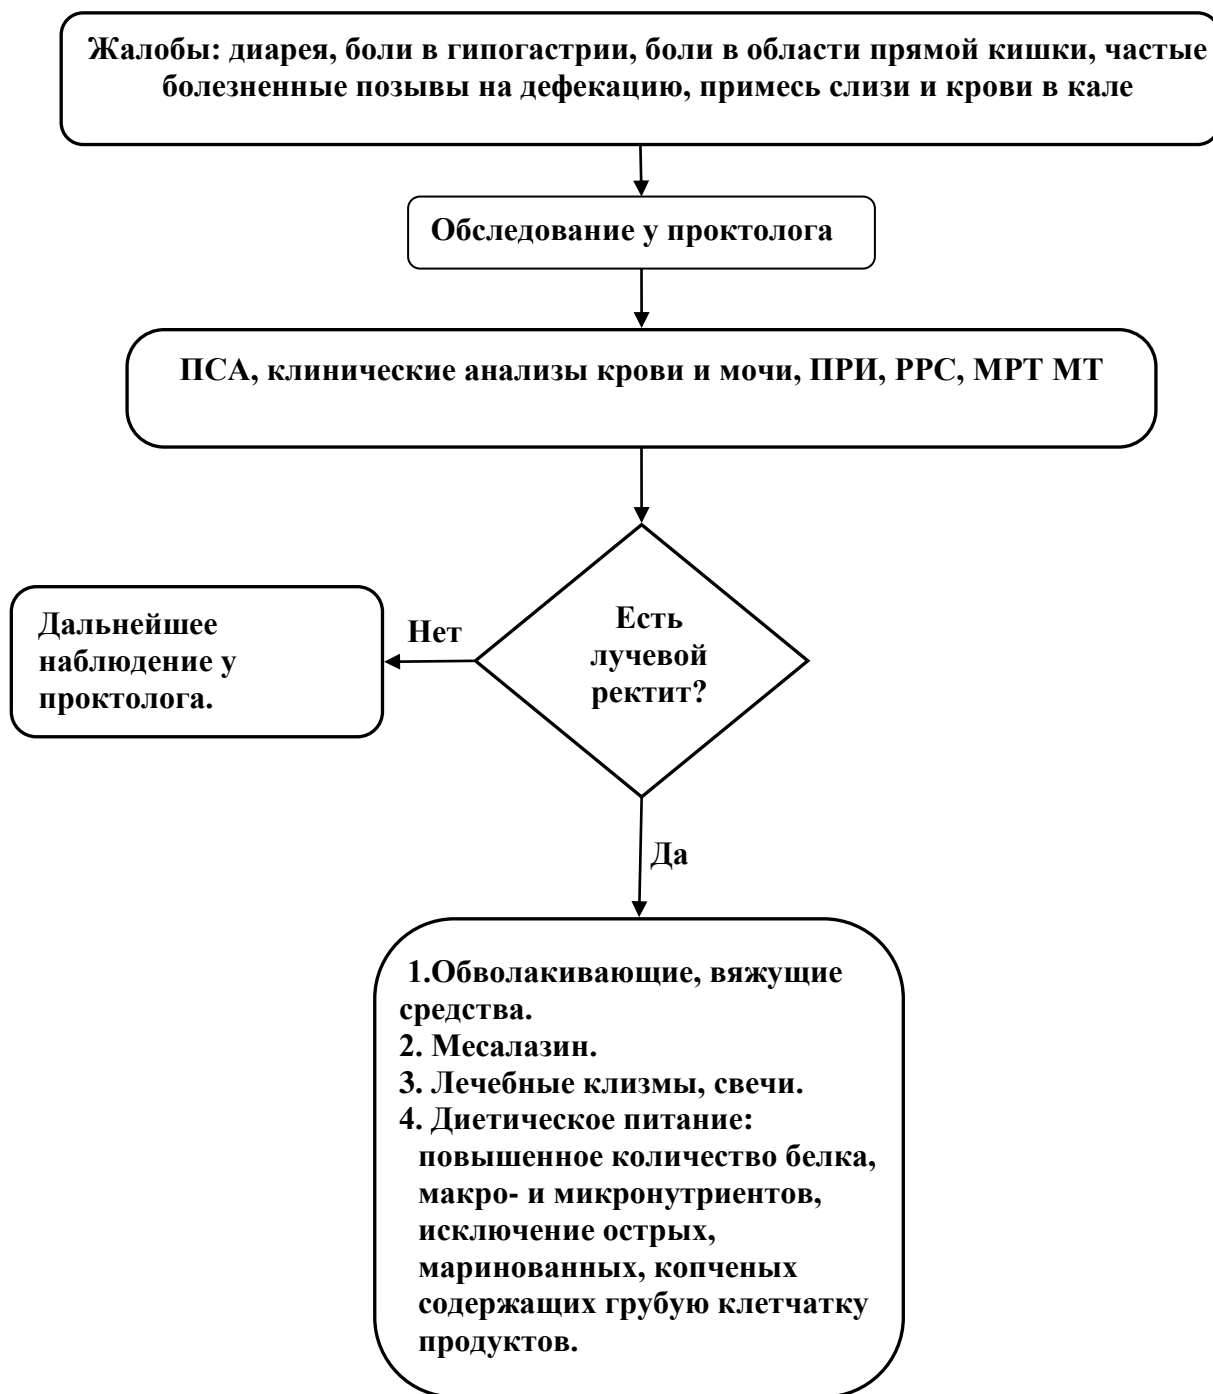 Жалобы: диарея, боли в гипогастрии, боли в области прямой кишки, частые
болезненные позывы на дефекацию, примесь слизи и крови в кале
Обследование у проктолога
ПСА, клинические анализы крови и мочи, ПРИ, РРС, МРТ МТ
Есть
лучевой
ректит?
Нет
Дальнейшее
наблюдение у
проктолога.
Да
1.Обволакивающие, вяжущие
средства.
2. Месалазин.
3. Лечебные клизмы, свечи.
4. Диетическое питание:
повышенное количество белка,
макро- и микронутриентов,
исключение острых,
маринованных, копченых
содержащих грубую клетчатку
продуктов.